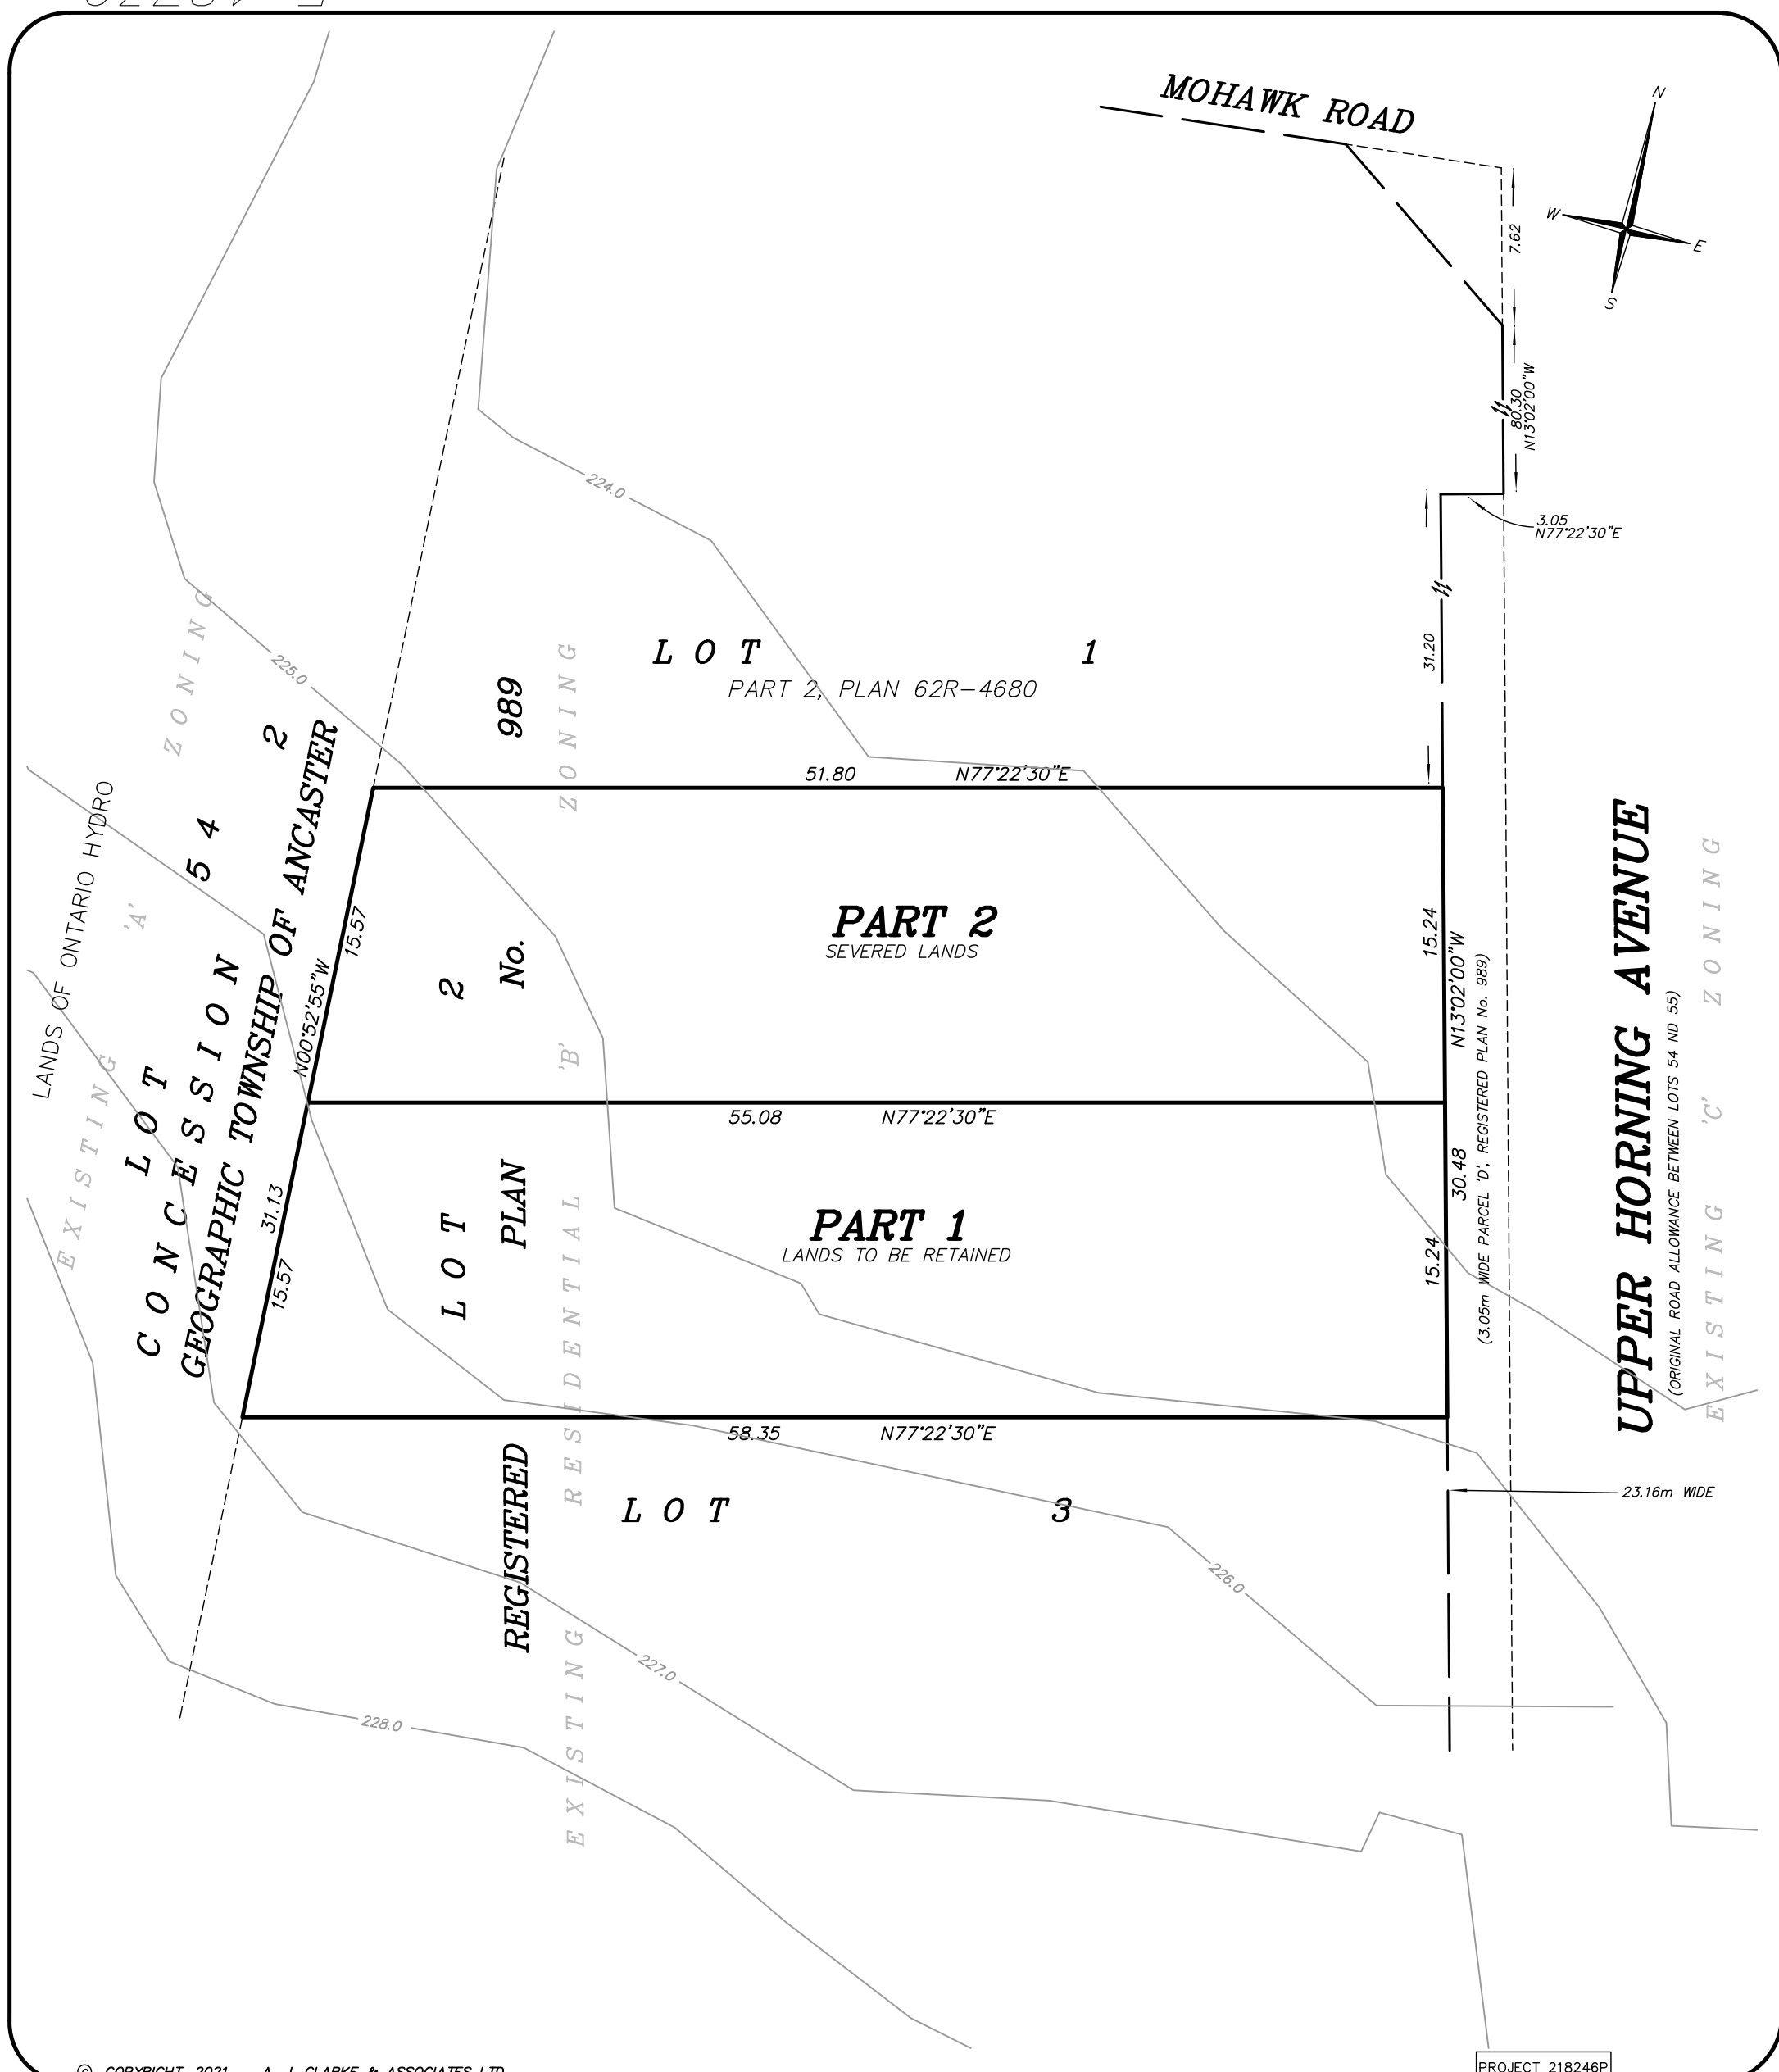 MOHAWK ROAD
N
W
E
S
7.62
80.30
N13°02'00"W
3.05
N77°22'30"E
224.0
31.20
225.0
LOT 1
PART 2, PLAN 62R-4680
51.80 N77°22'30"E
LANDS OF ONTARIO HYDRO
EXISTING 'A' ZONING
LOT 54
CONCESSION 2
GEOGRAPHIC TOWNSHIP OF ANCASTER
15.57
N00°52'55"W
31.13
15.57
LOT 2
REGISTERED PLAN No. 989
EXISTING RESIDENTIAL 'B' ZONING
PART 2
SEVERED LANDS
15.24
N13°02'00"W
30.48
15.24
(3.05m WIDE PARCEL 'D', REGISTERED PLAN No. 989)
UPPER HORNING AVENUE
(ORIGINAL ROAD ALLOWANCE BETWEEN LOTS 54 ND 55)
EXISTING 'C' ZONING
55.08 N77°22'30"E
PART 1
LANDS TO BE RETAINED
58.35 N77°22'30"E
LOT 3
23.16m WIDE
226.0
227.0
228.0
© COPYRIGHT 2021 A. J. CLARKE & ASSOCIATES LTD.
PROJECT 218246P